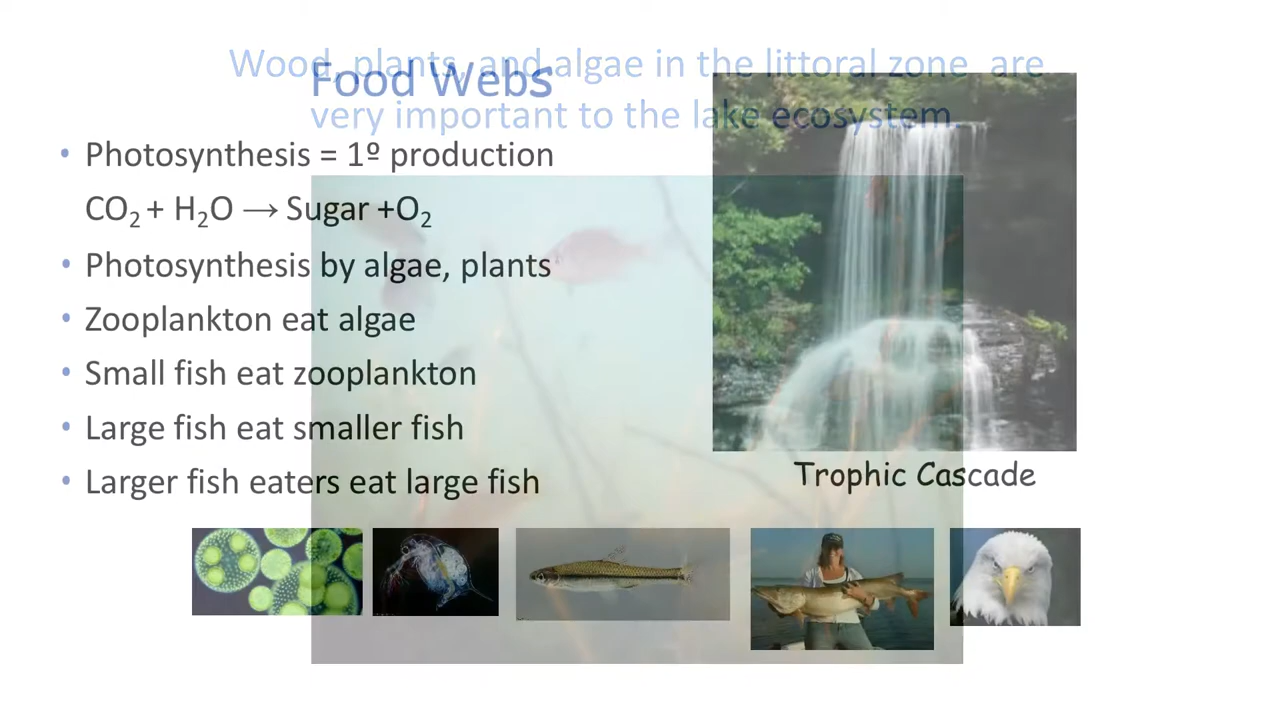 Wood, plants, and algae in the littoral zone are
very important to the lake ecosystem.
Food Webs
• Photosynthesis = 1º production
CO₂ + H₂O → Sugar +O₂
• Photosynthesis by algae, plants
• Zooplankton eat algae
• Small fish eat zooplankton
• Large fish eat smaller fish
• Larger fish eaters eat large fish
Trophic Cascade